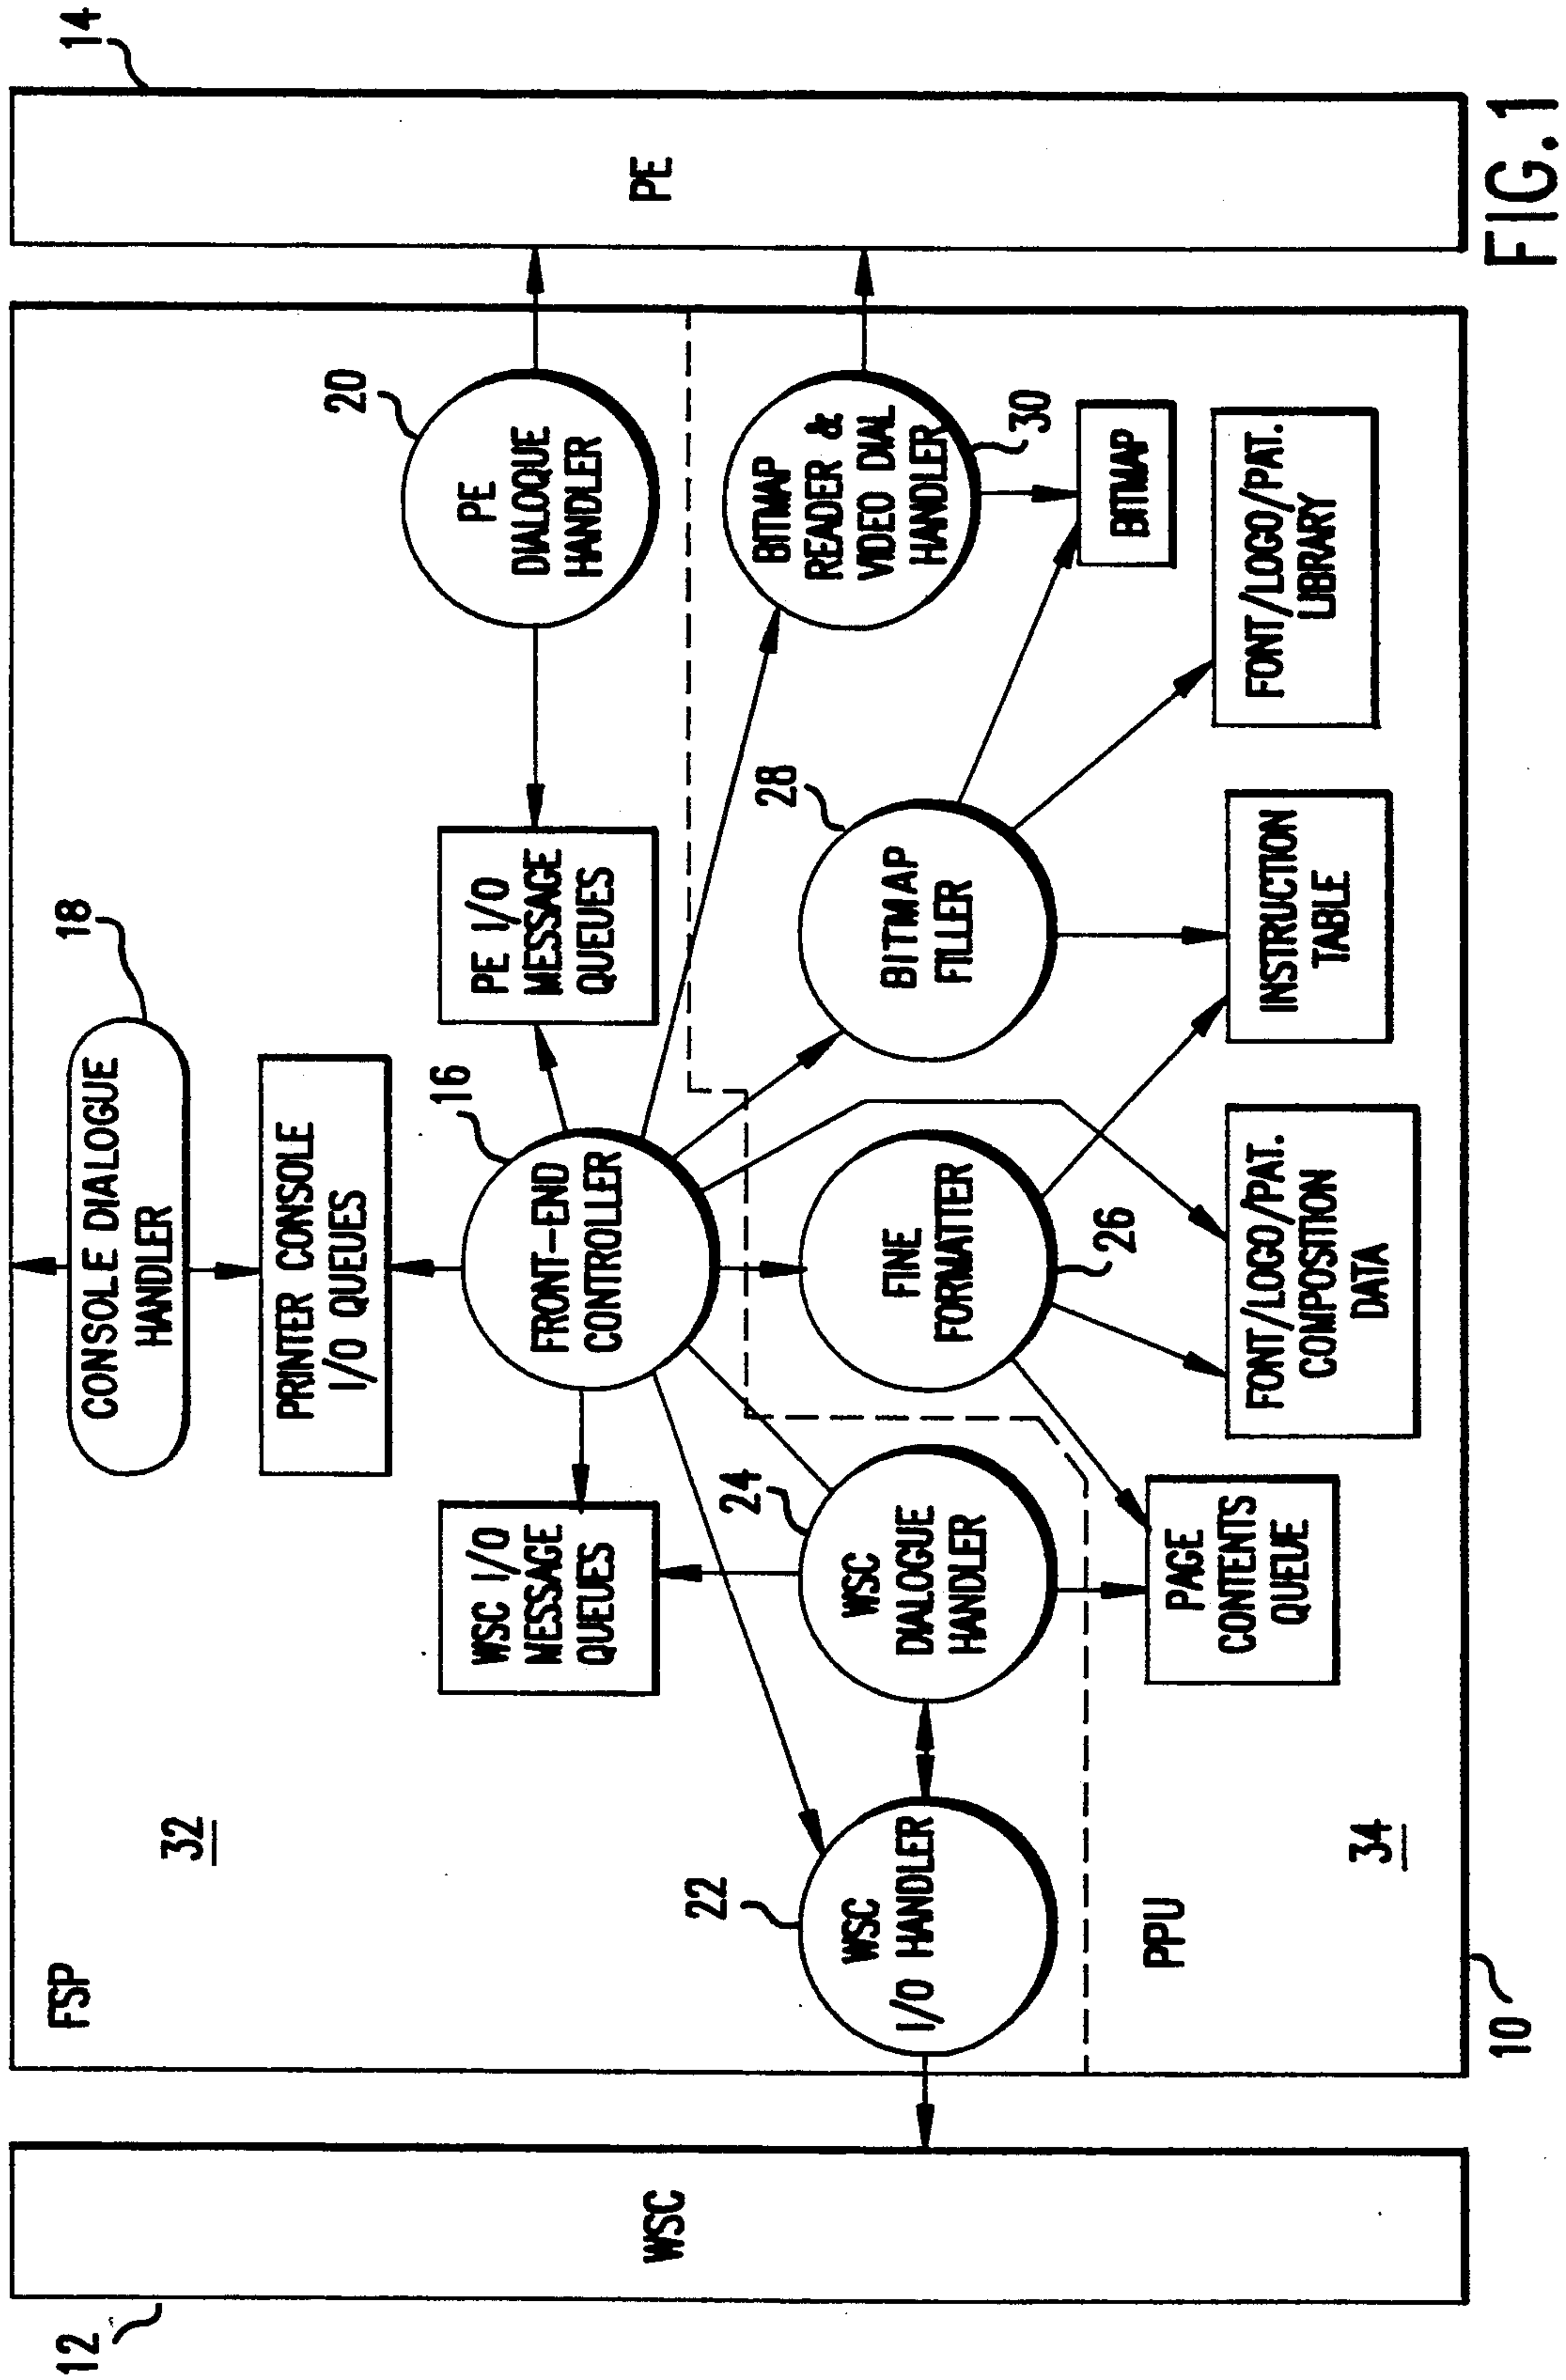 12
WSC
FSP
32
CONSOLE DIALOGUE
HANDLER
18
PRINTER CONSOLE
I/O QUEUES
WSC I/O
MESSAGE
QUEUES
FRONT-END
CONTROLLER
16
PE I/O
MESSAGE
QUEUES
PE
DIALOQUE
HANDLER
20
22
WSC
I/O HANDLER
24
WSC
DIALOGUE
HANDLER
FINE
FORMATTER
26
BITMAP
FILLER
28
BITMAP
READER &
VIDEO DIAL
HANDLER
30
BITMAP
PPU
34
PAGE
CONTENTS
QUEUE
FONT/LOGO/PAT.
COMPOSITION
DATA
INSTRUCTION
TABLE
FONT/LOGO/PAT.
LIBRARY
10
PE
14
FIG.1